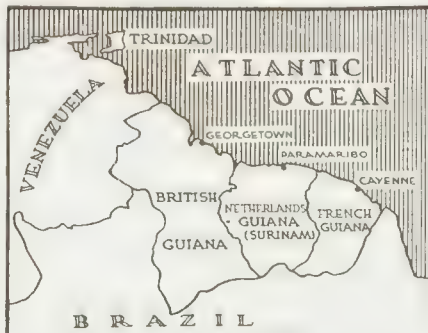 TRINIDAD
ATLANTIC
OCEAN
VENEZUELA
GEORGETOWN
PARAMARIBO
CAYENNE
BRITISH
GUIANA
NETHERLANDS
GUIANA
(SURINAM)
FRENCH
GUIANA
BRAZIL